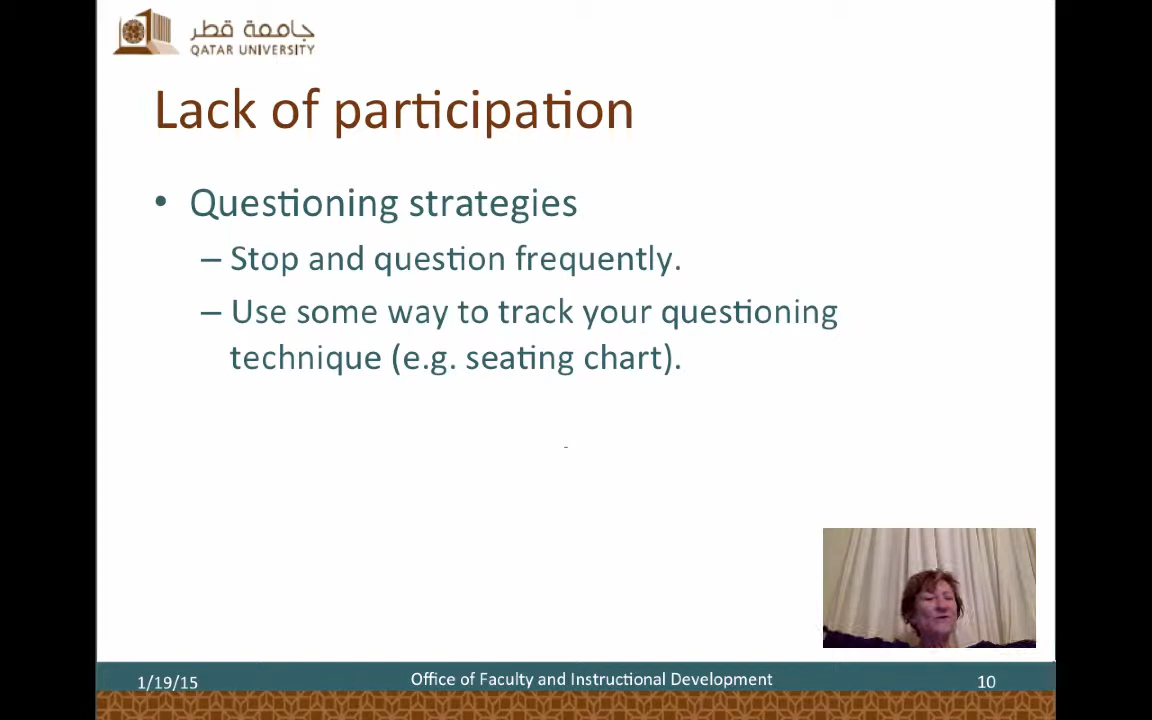 جامعة قطر
QATAR UNIVERSITY
Lack of participation
• Questioning strategies
– Stop and question frequently.
– Use some way to track your questioning
technique (e.g. seating chart).
-
1/19/15
Office of Faculty and Instructional Development
10